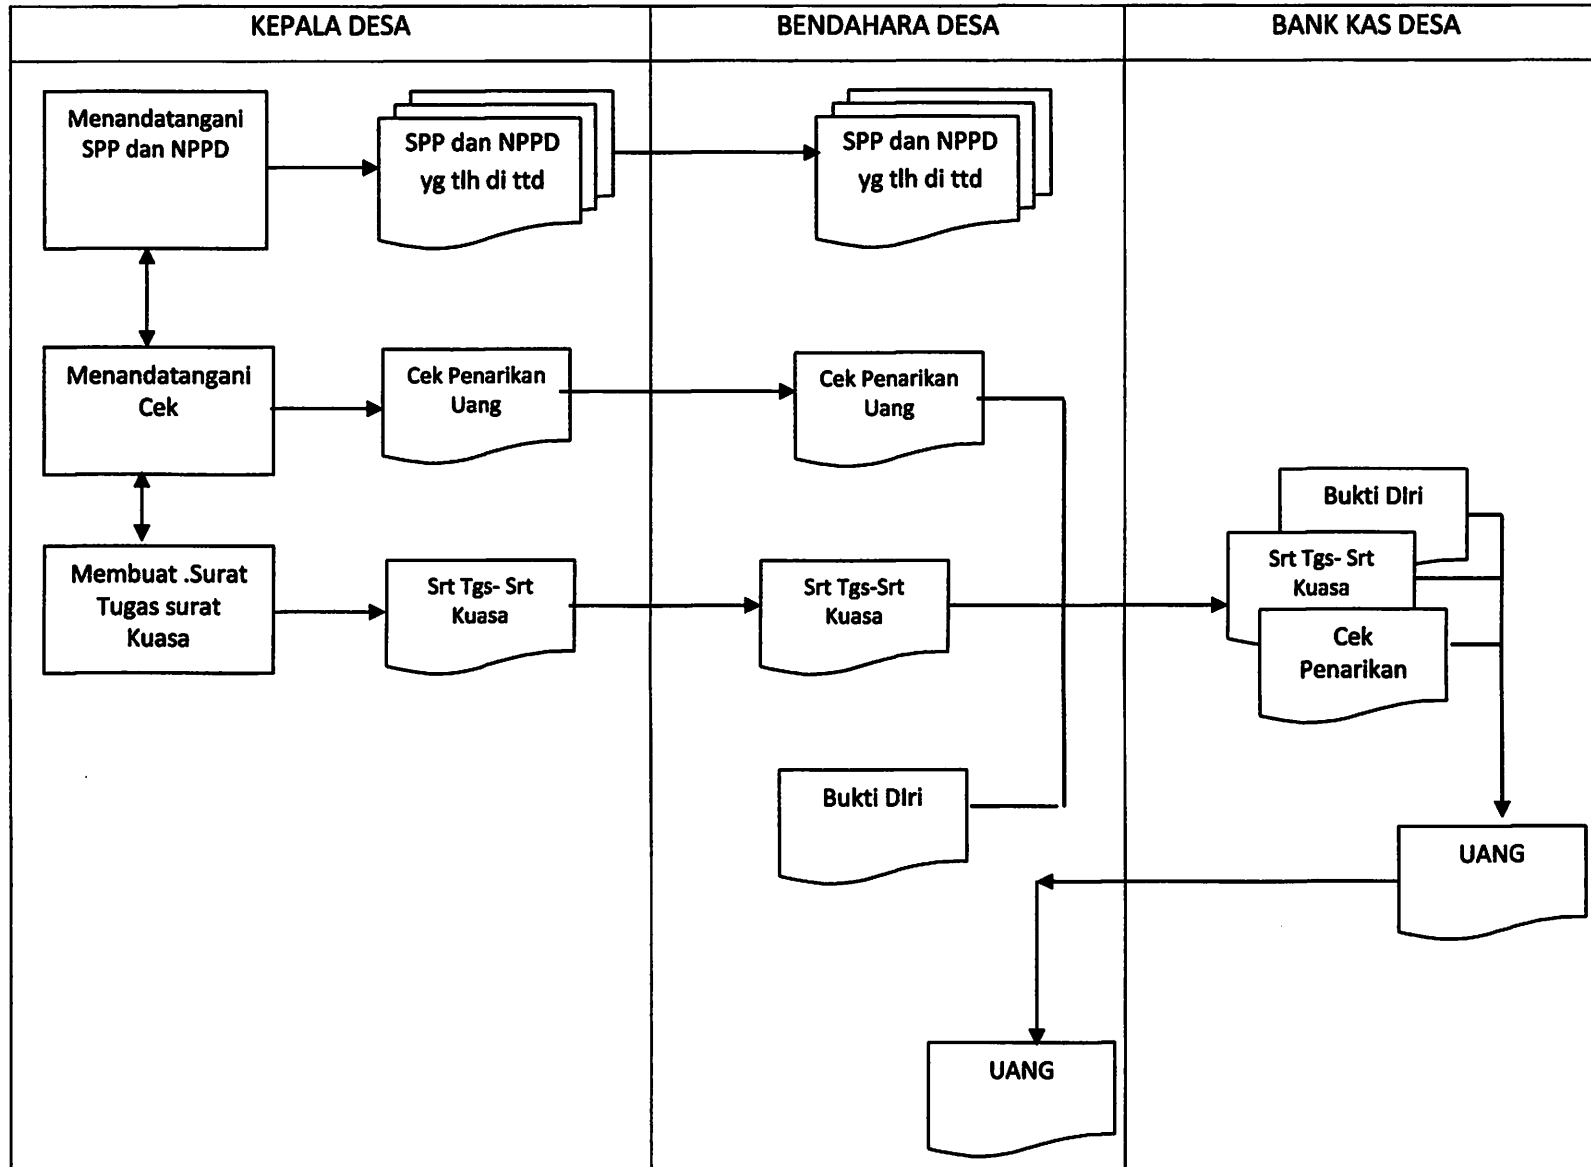 KEPALA DESA
BENDAHARA DESA
BANK KAS DESA
Menandatangani
SPP dan NPPD
SPP dan NPPD
yg tlh di ttd
SPP dan NPPD
yg tlh di ttd
Menandatangani
Cek
Cek Penarikan
Uang
Cek Penarikan
Uang
Bukti Diri
Membuat .Surat
Tugas surat
Kuasa
Srt Tgs- Srt
Kuasa
Srt Tgs-Srt
Kuasa
Srt Tgs- Srt
Kuasa
Cek
Penarikan
Bukti Diri
UANG
UANG